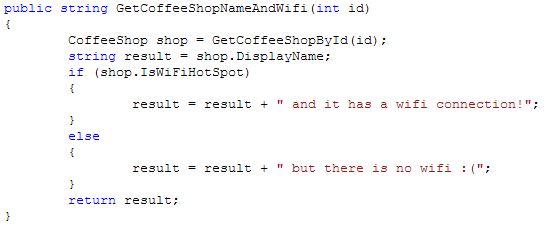 public string GetCoffeeShopNameAndWifi(int id)
{
        CoffeeShop shop = GetCoffeeShopById(id);
        string result = shop.DisplayName;
        if (shop.IsWiFiHotSpot)
        {
                result = result + " and it has a wifi connection!";
        }
        else
        {
                result = result + " but there is no wifi :(";
        }
        return result;
}